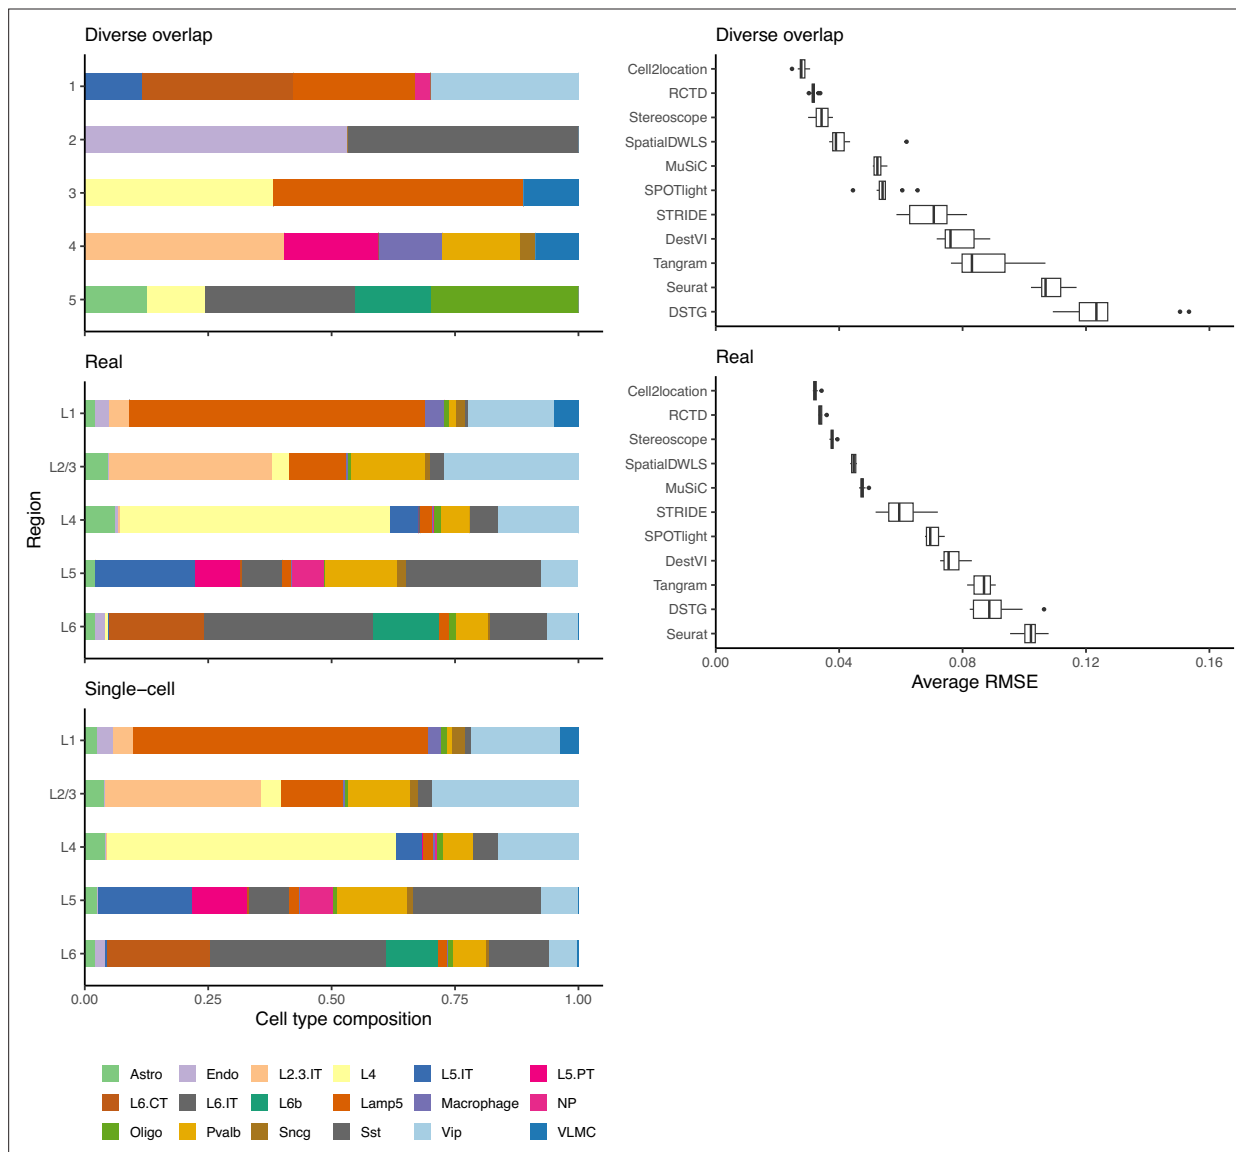 Diverse overlap
1
2
3
4
5
Real
L1
L2/3
L4
L5
L6
Single−cell
L1
L2/3
L4
L5
L6
Region
0.00 0.25 0.50 0.75 1.00
Cell type composition
Astro Endo L2.3.IT L4 L5.IT L5.PT
L6.CT L6.IT L6b Lamp5 Macrophage NP
Oligo Pvalb Sncg Sst Vip VLMC
Diverse overlap
Cell2location
RCTD
Stereoscope
SpatialDWLS
MuSiC
SPOTlight
STRIDE
DestVI
Tangram
Seurat
DSTG
Real
Cell2location
RCTD
Stereoscope
SpatialDWLS
MuSiC
STRIDE
SPOTlight
DestVI
Tangram
DSTG
Seurat
0.00 0.04 0.08 0.12 0.16
Average RMSE